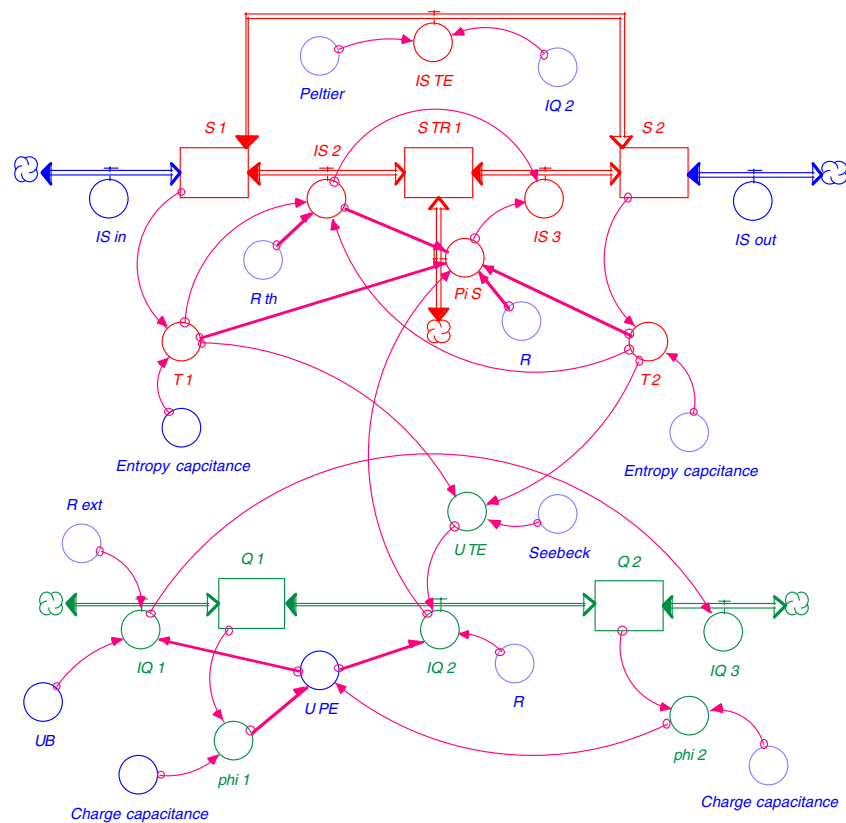 IS TE
Peltier
IQ 2
S 1
IS 2
S TR 1
S 2
IS in
IS 3
IS out
R th
Pi S
R
T 1
T 2
Entropy capcitance
Entropy capcitance
R ext
U TE
Seebeck
Q 1
Q 2
IQ 1
IQ 2
IQ 3
U PE
R
UB
phi 1
phi 2
Charge capacitance
Charge capacitance